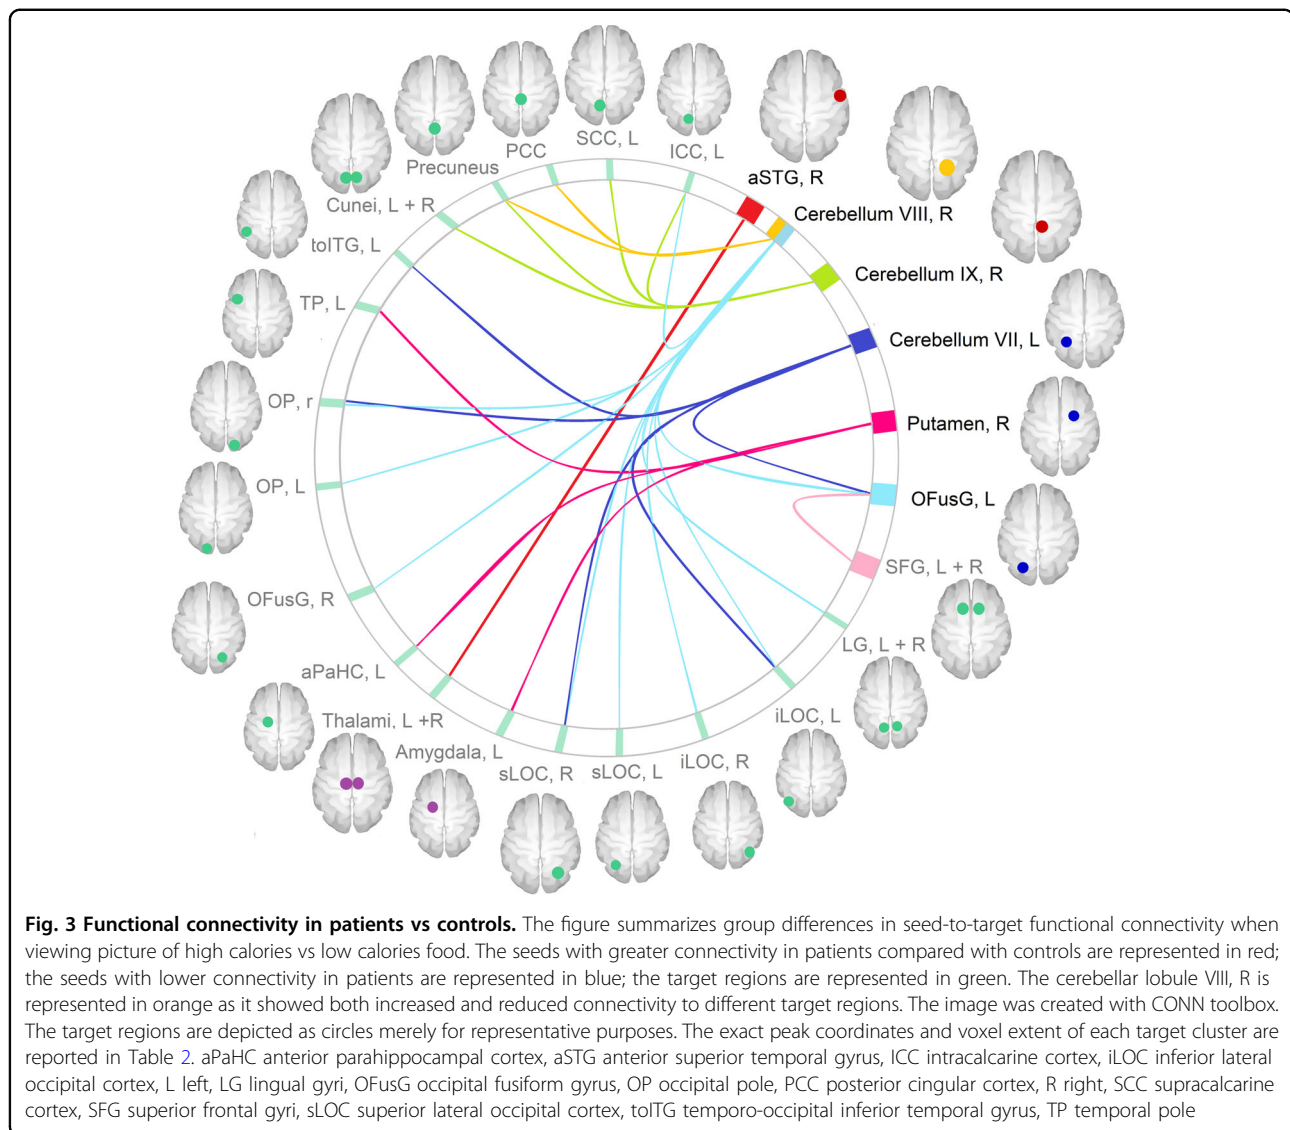 SCC, L
PCC
ICC, L
Precuneus
aSTG, R
Cunei, L + R
Cerebellum VIII, R
toITG, L
Cerebellum IX, R
TP, L
Cerebellum VII, L
OP, r
Putamen, R
OP, L
OFusG, L
SFG, L + R
OFusG, R
LG, L + R
aPaHC, L
iLOC, L
Thalami, L +R
Amygdala, L
sLOC, R
sLOC, L
iLOC, R
Fig. 3 Functional connectivity in patients vs controls. The figure summarizes group differences in seed-to-target functional connectivity when
viewing picture of high calories vs low calories food. The seeds with greater connectivity in patients compared with controls are represented in red;
the seeds with lower connectivity in patients are represented in blue; the target regions are represented in green. The cerebellar lobule VIII, R is
represented in orange as it showed both increased and reduced connectivity to different target regions. The image was created with CONN toolbox.
The target regions are depicted as circles merely for representative purposes. The exact peak coordinates and voxel extent of each target cluster are
reported in Table 2. aPaHC anterior parahippocampal cortex, aSTG anterior superior temporal gyrus, ICC intracalcarine cortex, iLOC inferior lateral
occipital cortex, L left, LG lingual gyri, OFusG occipital fusiform gyrus, OP occipital pole, PCC posterior cingular cortex, R right, SCC supracalcarine
cortex, SFG superior frontal gyri, sLOC superior lateral occipital cortex, toITG temporo-occipital inferior temporal gyrus, TP temporal pole